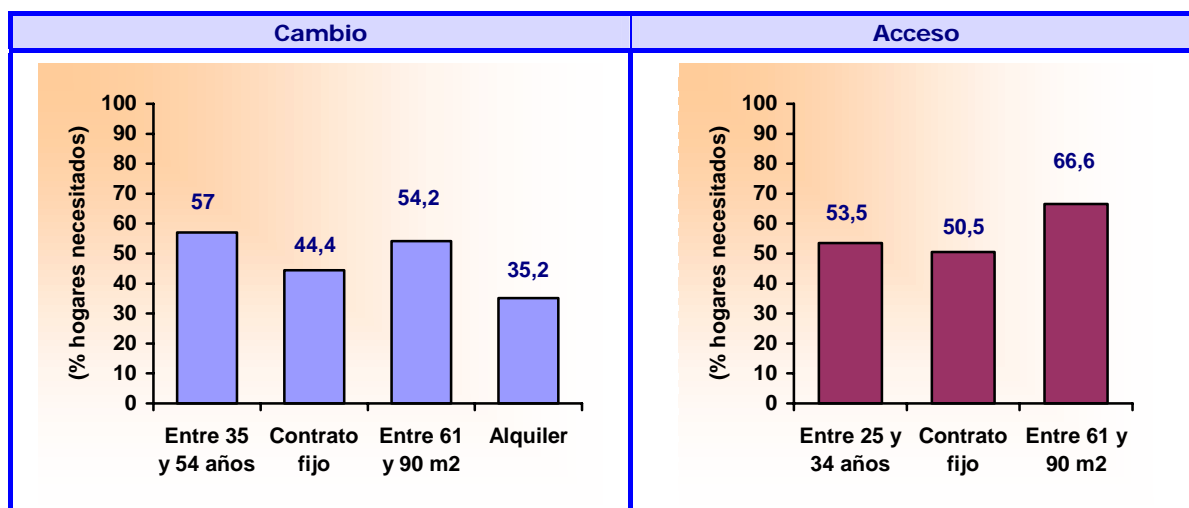 Cambio
(% hogares necesitados)
100
90
80
70
60
50
40
30
20
10
0
57
44,4
54,2
35,2
Entre 35
y 54 años
Contrato
fijo
Entre 61
y 90 m2
Alquiler
Acceso
(% hogares necesitados)
100
90
80
70
60
50
40
30
20
10
0
53,5
50,5
66,6
Entre 25 y
34 años
Contrato
fijo
Entre 61 y
90 m2